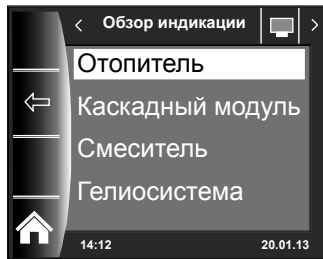 < Обзор индикации >
Отопитель
Каскадный модуль
Смеситель
Гелиосистема
14:12 20.01.13